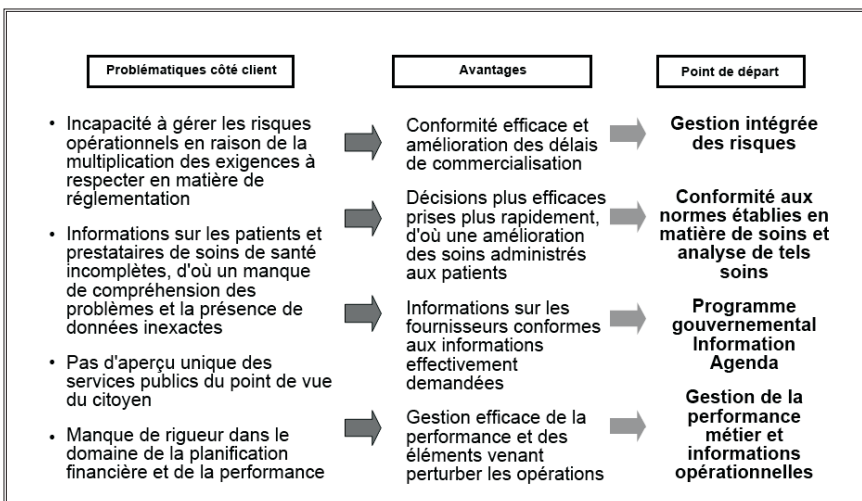 Problématiques côté client
Avantages
Point de départ
• Incapacité à gérer les risques
opérationnels en raison de la
multiplication des exigences à
respecter en matière de
réglementation
• Informations sur les patients et
prestataires de soins de santé
incomplètes, d'où un manque
de compréhension des
problèmes et la présence de
données inexactes
• Pas d'aperçu unique des
services publics du point de vue
du citoyen
• Manque de rigueur dans le
domaine de la planification
financière et de la performance
Conformité efficace et
amélioration des délais
de commercialisation
Décisions plus efficaces
prises plus rapidement,
d'où une amélioration
des soins administrés
aux patients
Informations sur les
fournisseurs conformes
aux informations
effectivement
demandées
Gestion efficace de la
performance et des
éléments venant
perturber les opérations
Gestion intégrée
des risques
Conformité aux
normes établies en
matière de soins et
analyse de tels
soins
Programme
gouvernemental
Information
Agenda
Gestion de la
performance
métier et
informations
opérationnelles